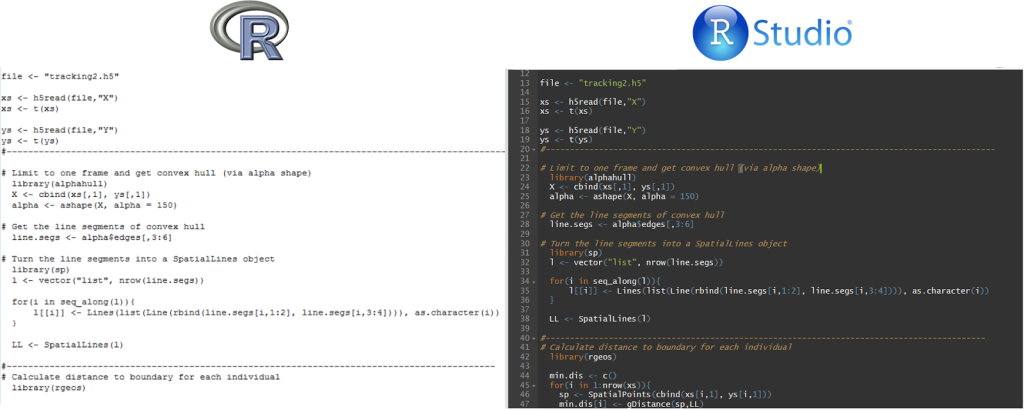 R
R Studio®
file <- "tracking2.h5"
xs <- h5read(file,"X")
xs <- t(xs)
ys <- h5read(file,"Y")
ys <- t(ys)
#------------------------------------------------------------------------------------
# Limit to one frame and get convex hull (via alpha shape)
library(alphahull)
X <- cbind(xs[,1], ys[,1])
alpha <- ashape(X, alpha = 150)
# Get the line segments of convex hull
line.segs <- alpha$edges[,3:6]
# Turn the line segments into a SpatialLines object
library(sp)
l <- vector("list", nrow(line.segs))
for(i in seq_along(l)){
l[[i]] <- Lines(list(Line(rbind(line.segs[i,1:2], line.segs[i,3:4]))), as.character(i))
}
LL <- SpatialLines(l)
#----------------------------------------------------------------------------------
# Calculate distance to boundary for each individual
library(rgeos)
12
13 file <- "tracking2.h5"
14
15 xs <- h5read(file,"X")
16 xs <- t(xs)
17
18 ys <- h5read(file,"Y")
19 ys <- t(ys)
20 #------------------------------------------------------------------------------------
21
22 # Limit to one frame and get convex hull (via alpha shape)
23 library(alphahull)
24 X <- cbind(xs[,1], ys[,1])
25 alpha <- ashape(X, alpha = 150)
26
27 # Get the line segments of convex hull
28 line.segs <- alpha$edges[,3:6]
29
30 # Turn the line segments into a SpatialLines object
31 library(sp)
32 l <- vector("list", nrow(line.segs))
33
34 for(i in seq_along(l)){
35 l[[i]] <- Lines(list(Line(rbind(line.segs[i,1:2], line.segs[i,3:4]))), as.character(i))
36 }
37
38 LL <- SpatialLines(l)
39
40 #----------------------------------------------------------------------------------
41 # Calculate distance to boundary for each individual
42 library(rgeos)
43
44 min.dis <- c()
45 for(i in 1:nrow(xs)){
46 sp <- SpatialPoints(cbind(xs[i,1], ys[i,1]))
47 min.dis[i] <- gDistance(sp,LL)